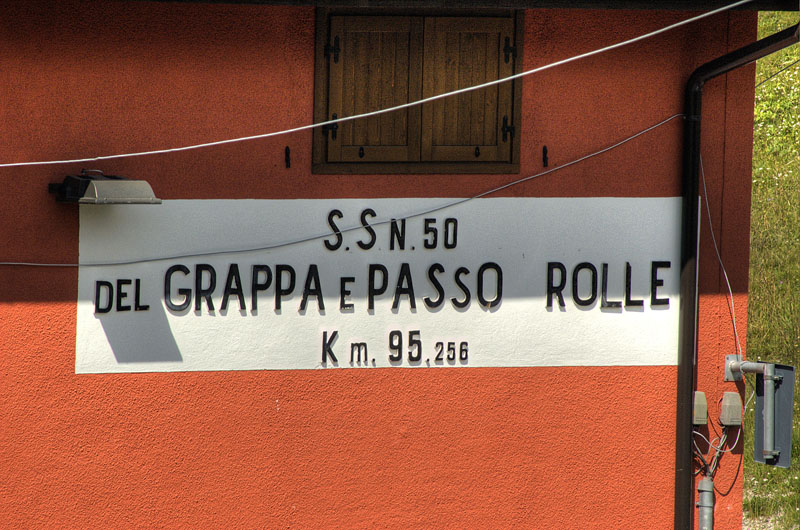 S.S N. 50
DEL GRAPPA E PASSO ROLLE
Km. 95,256